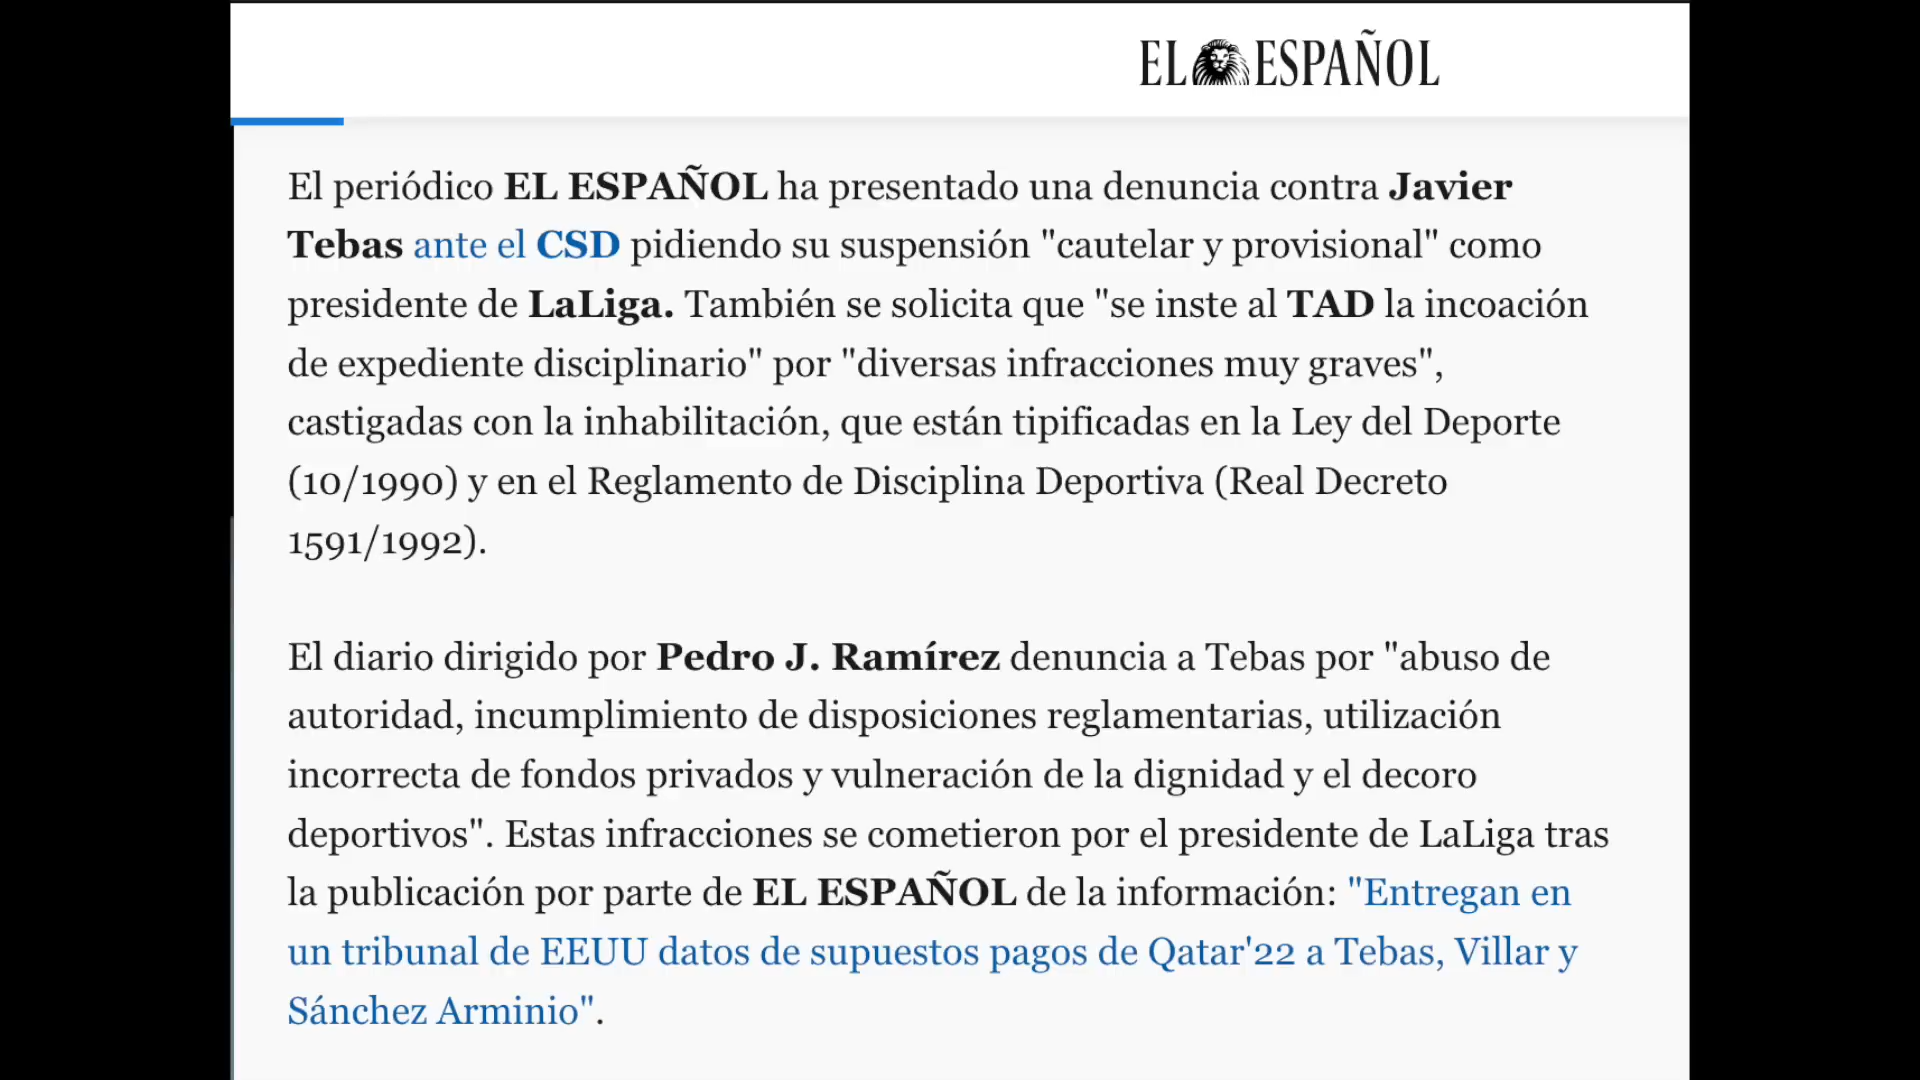 EL ESPAÑOL
El periódico EL ESPAÑOL ha presentado una denuncia contra Javier
Tebas ante el CSD pidiendo su suspensión "cautelar y provisional" como
presidente de LaLiga. También se solicita que "se inste al TAD la incoación
de expediente disciplinario" por "diversas infracciones muy graves",
castigadas con la inhabilitación, que están tipificadas en la Ley del Deporte
(10/1990) y en el Reglamento de Disciplina Deportiva (Real Decreto
1591/1992).
El diario dirigido por Pedro J. Ramírez denuncia a Tebas por "abuso de
autoridad, incumplimiento de disposiciones reglamentarias, utilización
incorrecta de fondos privados y vulneración de la dignidad y el decoro
deportivos". Estas infracciones se cometieron por el presidente de LaLiga tras
la publicación por parte de EL ESPAÑOL de la información: "Entregan en
un tribunal de EEUU datos de supuestos pagos de Qatar'22 a Tebas, Villar y
Sánchez Arminio".